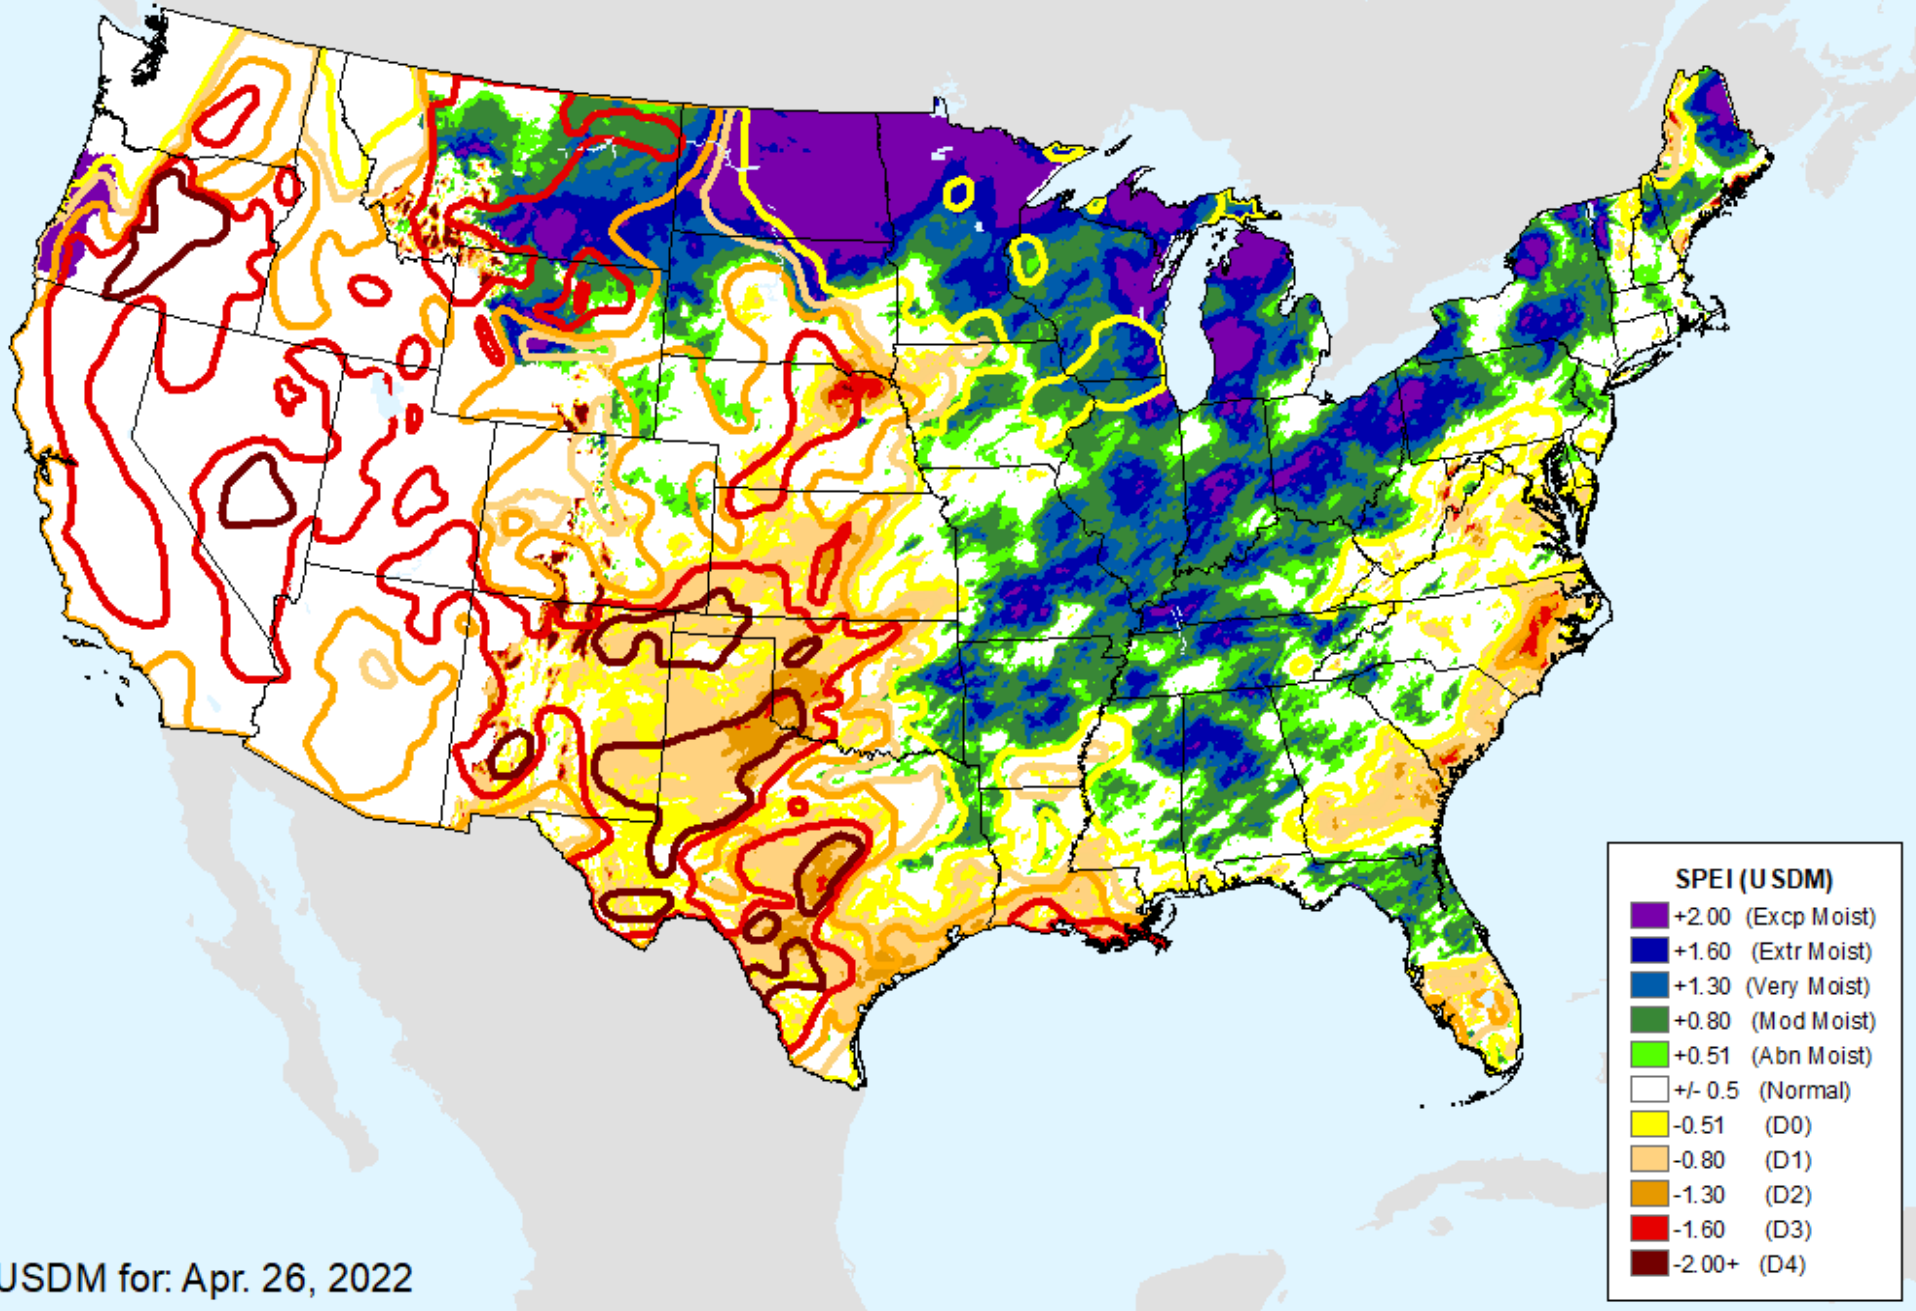 SPEI (USDM)
+2.00 (Excp Moist)
+1.60 (Extr Moist)
+1.30 (Very Moist)
+0.80 (Mod Moist)
+0.51 (Abn Moist)
+/- 0.5 (Normal)
-0.51 (D0)
-0.80 (D1)
-1.30 (D2)
-1.60 (D3)
-2.00+ (D4)
USDM for: Apr. 26, 2022